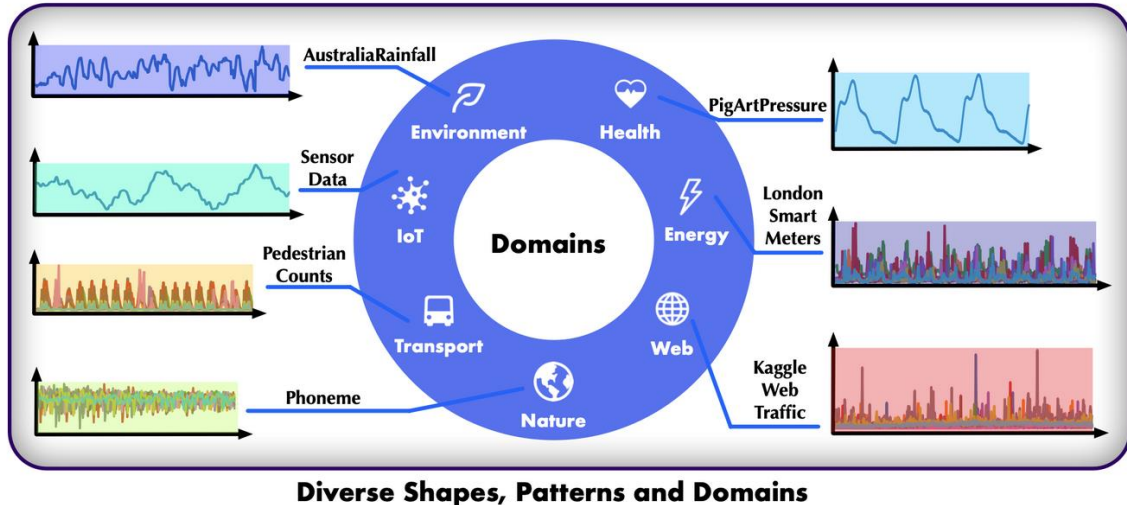 AustraliaRainfall
Environment
Health
PigArtPressure
Sensor
Data
IoT
Domains
Energy
London
Smart
Meters
Pedestrian
Counts
Transport
Web
Kaggle
Web
Traffic
Phoneme
Nature
Diverse Shapes, Patterns and Domains